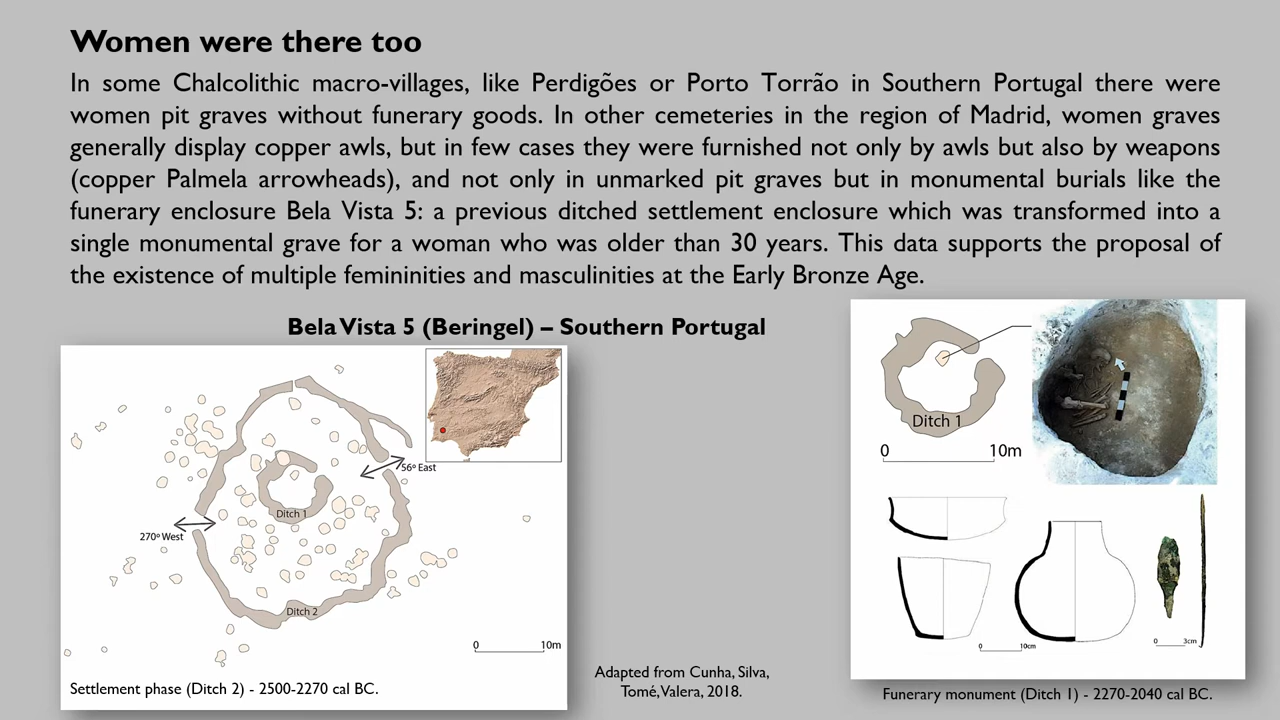 Women were there too
In some Chalcolithic macro-villages, like Perdigões or Porto Torrão in Southern Portugal there were
women pit graves without funerary goods. In other cemeteries in the region of Madrid, women graves
generally display copper awls, but in few cases they were furnished not only by awls but also by weapons
(copper Palmela arrowheads), and not only in unmarked pit graves but in monumental burials like the
funerary enclosure Bela Vista 5: a previous ditched settlement enclosure which was transformed into a
single monumental grave for a woman who was older than 30 years. This data supports the proposal of
the existence of multiple femininities and masculinities at the Early Bronze Age.
Bela Vista 5 (Beringel) – Southern Portugal
56º East
Ditch 1
270º West
Ditch 2
0 10m
Settlement phase (Ditch 2) - 2500-2270 cal BC.
Adapted from Cunha, Silva,
Tomé, Valera, 2018.
Ditch 1
0 10m
0 10cm
0 3cm
Funerary monument (Ditch 1) - 2270-2040 cal BC.